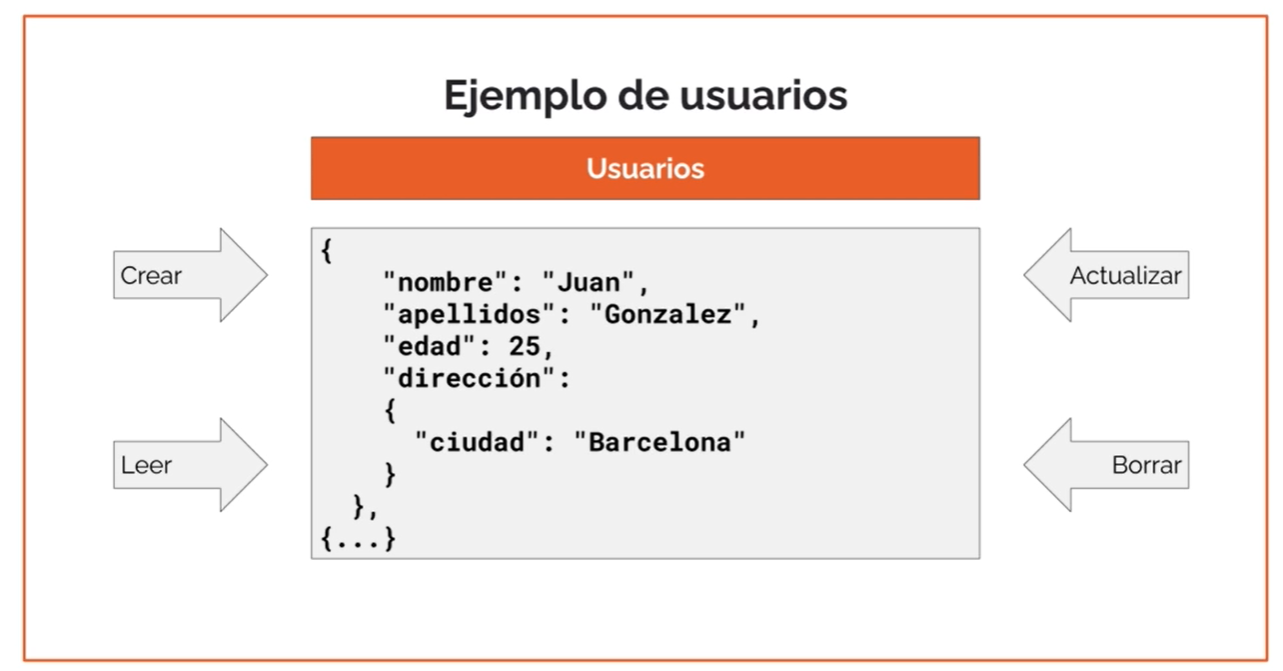 Ejemplo de usuarios
Usuarios
Crear
Leer
{
"nombre": "Juan",
"apellidos": "Gonzalez",
"edad": 25,
"dirección":
{
"ciudad": "Barcelona"
}
},
{...}
Actualizar
Borrar